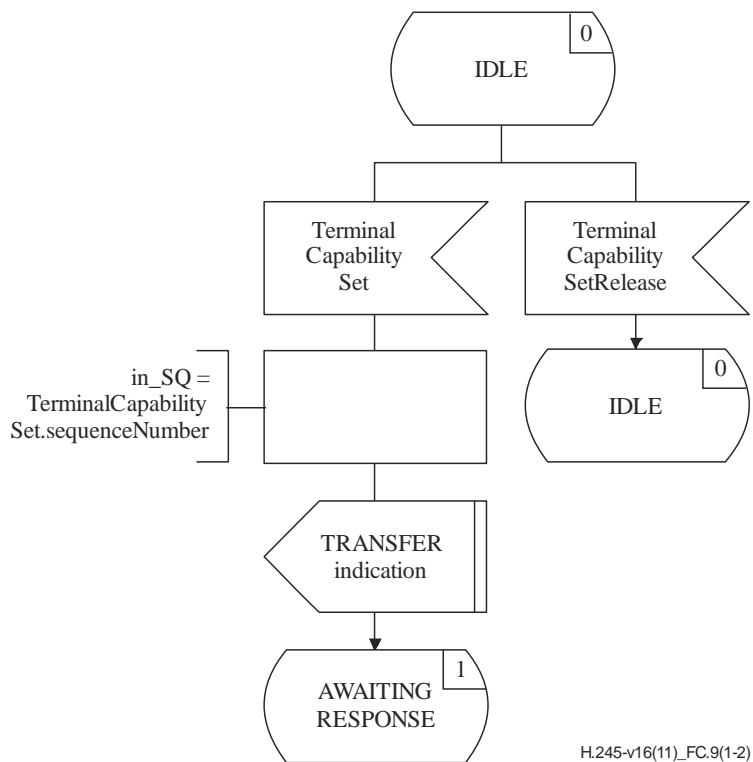 0
IDLE
Terminal
Capability
Set
Terminal
Capability
SetRelease
in_SQ =
TerminalCapability
Set.sequenceNumber
0
IDLE
TRANSFER
indication
1
AWAITING
RESPONSE
H.245-v16(11)_FC.9(1-2)